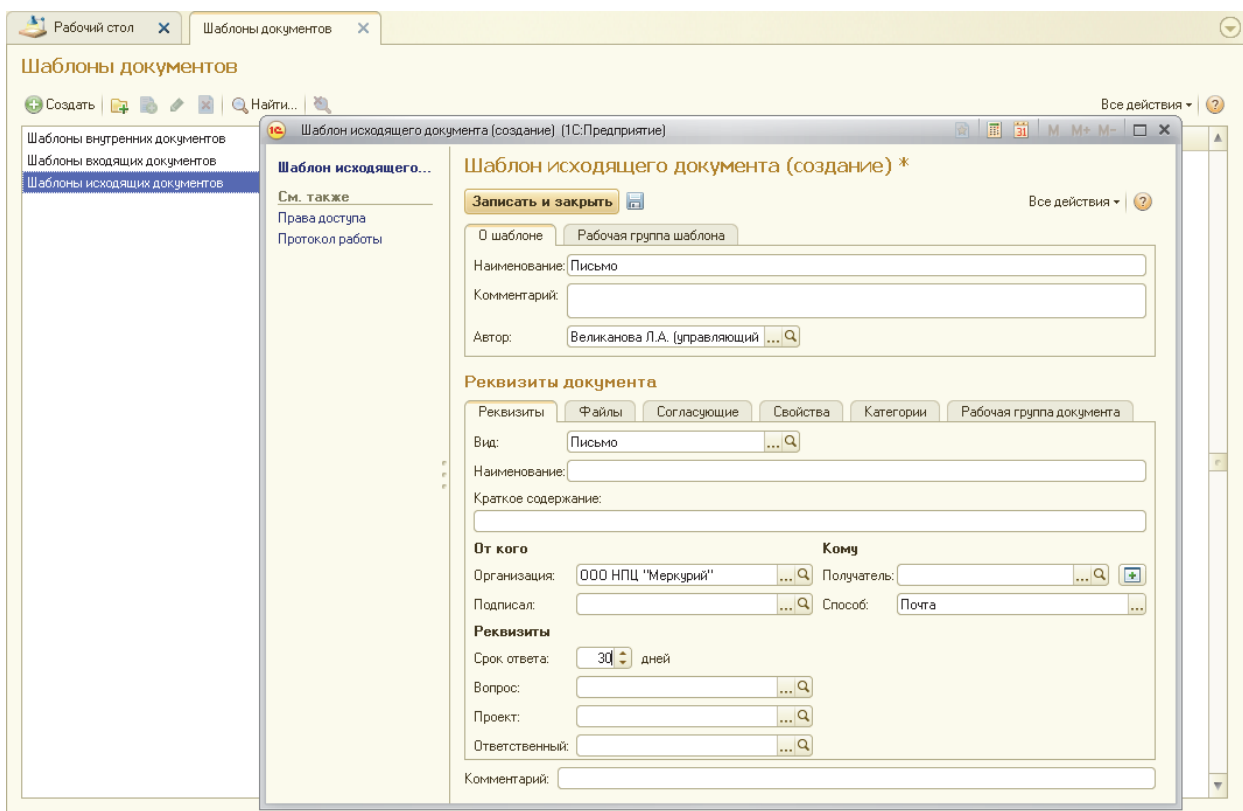 Рабочий стол
Шаблоны документов
Шаблоны документов
Создать
Найти...
Все действия
Шаблоны внутренних документов
Шаблоны входящих документов
Шаблоны исходящих документов
Шаблон исходящего документа (создание) (1С:Предприятие)
31 M M+ M-
Шаблон исходящего...
См. также
Права доступа
Протокол работы
Шаблон исходящего документа (создание) *
Записать и закрыть
Все действия
О шаблоне Рабочая группа шаблона
Наименование: Письмо
Комментарий:
Автор: Великанова Л.А. (управляющий ...
Реквизиты документа
Реквизиты Файлы Согласующие Свойства Категории Рабочая группа документа
Вид: Письмо ...
Наименование:
Краткое содержание:
От кого Кому
Организация: ООО НПЦ "Меркурий" ... Получатель: ...
Подписал: ... Способ: Почта ...
Реквизиты
Срок ответа: 30 дней
Вопрос: ...
Проект: ...
Ответственный: ...
Комментарий: